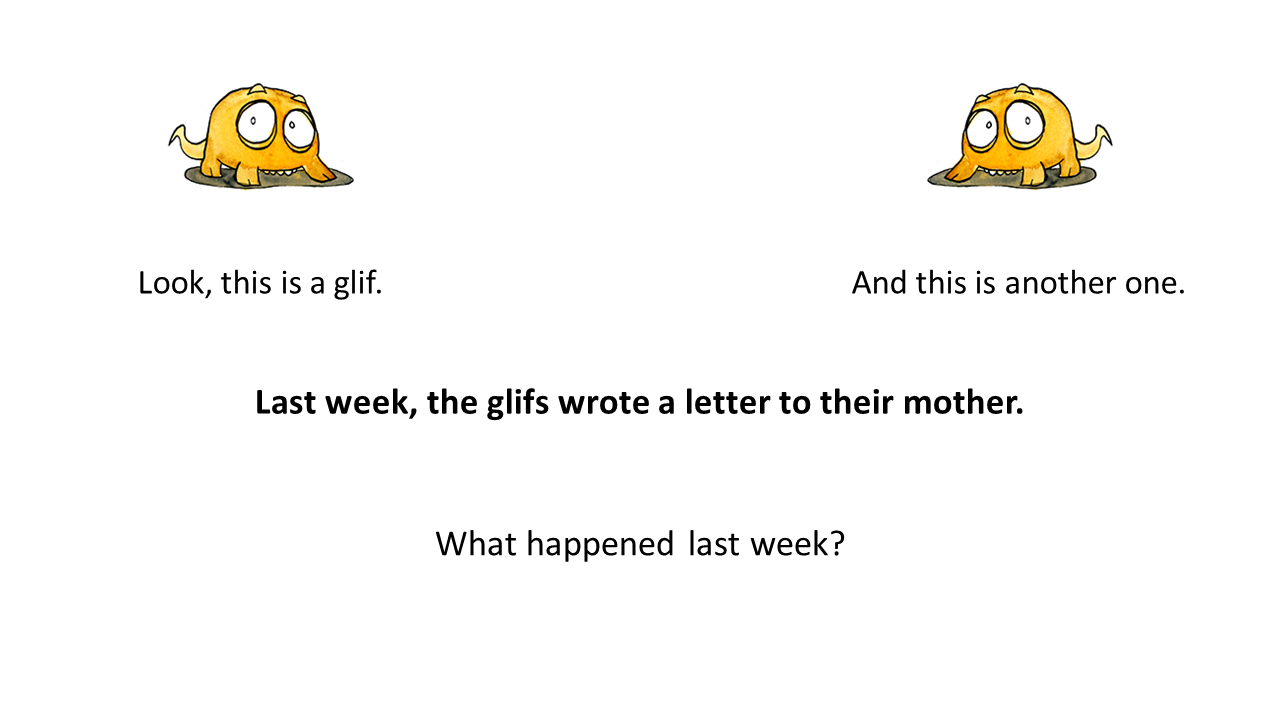 Look, this is a glif.
And this is another one.
Last week, the glifs wrote a letter to their mother.
What happened last week?